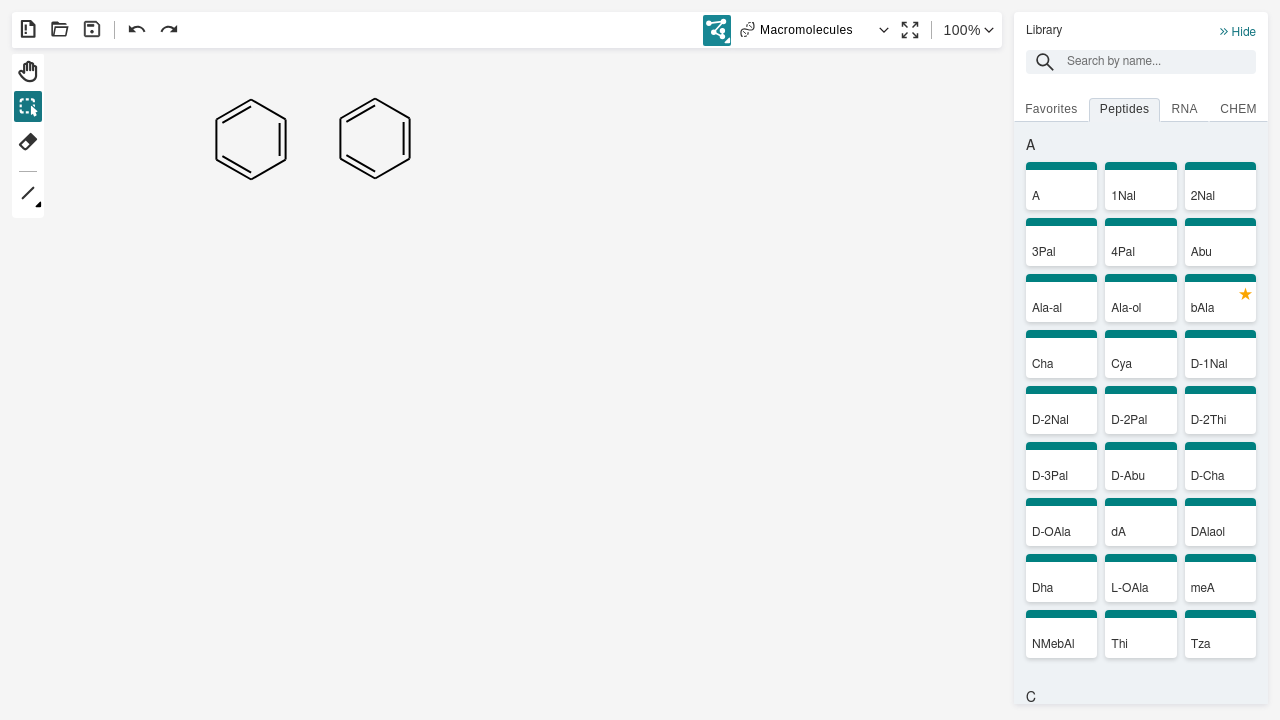 Macromolecules
100%
Library
Hide
Search by name...
Favorites
Peptides
RNA
CHEM
A
A
1Nal
2Nal
3Pal
4Pal
Abu
Ala-al
Ala-ol
bAla
Cha
Cya
D-1Nal
D-2Nal
D-2Pal
D-2Thi
D-3Pal
D-Abu
D-Cha
D-OAla
dA
DAlaol
Dha
L-OAla
meA
NMebAl
Thi
Tza
C